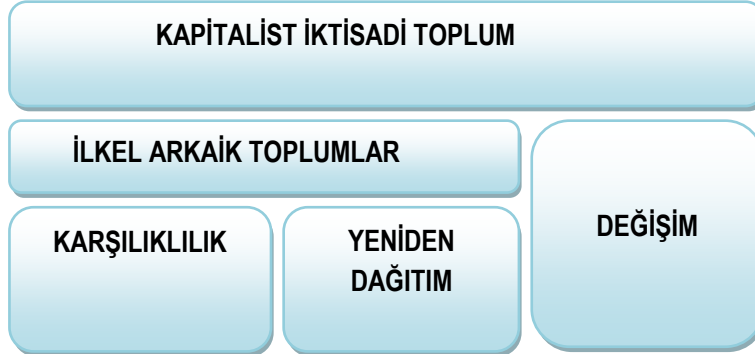 KAPİTALİST İKTİSADİ TOPLUM
İLKEL ARKAİK TOPLUMLAR
KARŞILIKLILIK
YENİDEN
DAĞITIM
DEĞİŞİM